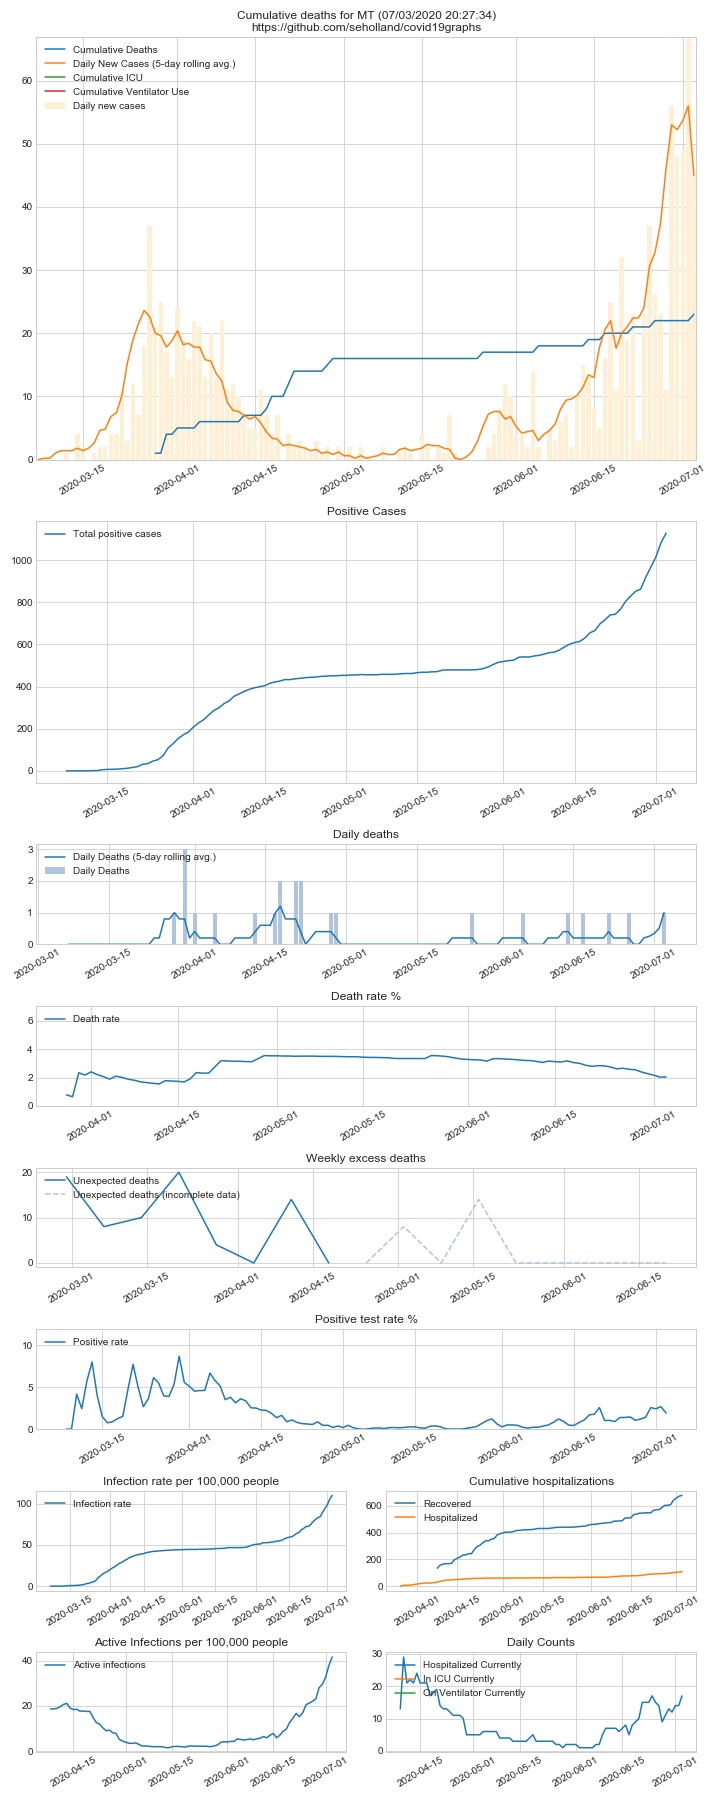 Cumulative deaths for MT (07/03/2020 20:27:34)
https://github.com/seholland/covid19graphs
Cumulative Deaths
Daily New Cases (5-day rolling avg.)
Cumulative ICU
Cumulative Ventilator Use
Daily new cases
60
50
40
30
20
10
0
2020-03-15 2020-04-01 2020-04-15 2020-05-01 2020-05-15 2020-06-01 2020-06-15 2020-07-01
Positive Cases
Total positive cases
1000
800
600
400
200
0
2020-03-15 2020-04-01 2020-04-15 2020-05-01 2020-05-15 2020-06-01 2020-06-15 2020-07-01
Daily deaths
3
Daily Deaths (5-day rolling avg.)
Daily Deaths
2
1
0
2020-03-01 2020-03-15 2020-04-01 2020-04-15 2020-05-01 2020-05-15 2020-06-01 2020-06-15 2020-07-01
Death rate %
6
Death rate
4
2
0
2020-04-01 2020-04-15 2020-05-01 2020-05-15 2020-06-01 2020-06-15 2020-07-01
Weekly excess deaths
20
Unexpected deaths
Unexpected deaths (incomplete data)
10
0
2020-03-01 2020-03-15 2020-04-01 2020-04-15 2020-05-01 2020-05-15 2020-06-01 2020-06-15
Positive test rate %
10
Positive rate
5
0
2020-03-15 2020-04-01 2020-04-15 2020-05-01 2020-05-15 2020-06-01 2020-06-15 2020-07-01
Infection rate per 100,000 people
100
Infection rate
50
0
2020-03-15 2020-04-01 2020-04-15 2020-05-01 2020-05-15 2020-06-01 2020-06-15 2020-07-01
Cumulative hospitalizations
600
Recovered
Hospitalized
400
200
0
2020-04-01 2020-04-15 2020-05-01 2020-05-15 2020-06-01 2020-06-15 2020-07-01
Active Infections per 100,000 people
40
Active infections
20
0
2020-04-15 2020-05-01 2020-05-15 2020-06-01 2020-06-15 2020-07-01
Daily Counts
30
Hospitalized Currently
In ICU Currently
On Ventilator Currently
20
10
0
2020-04-15 2020-05-01 2020-05-15 2020-06-01 2020-06-15 2020-07-01